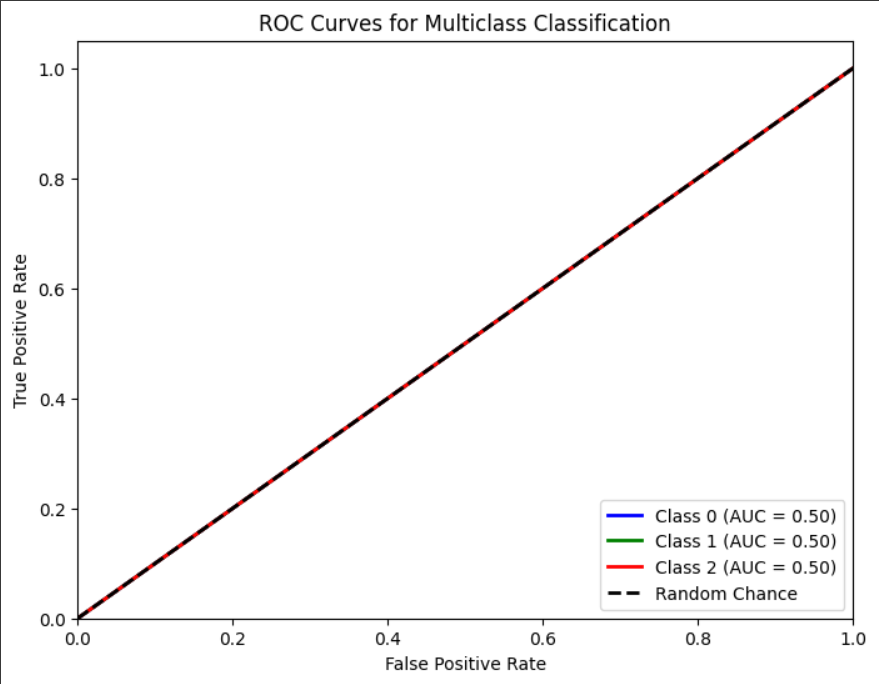 ROC Curves for Multiclass Classification
1.0
0.8
0.6
0.4
0.2
0.0
True Positive Rate
Class 0 (AUC = 0.50)
Class 1 (AUC = 0.50)
Class 2 (AUC = 0.50)
Random Chance
0.0 0.2 0.4 0.6 0.8 1.0
False Positive Rate